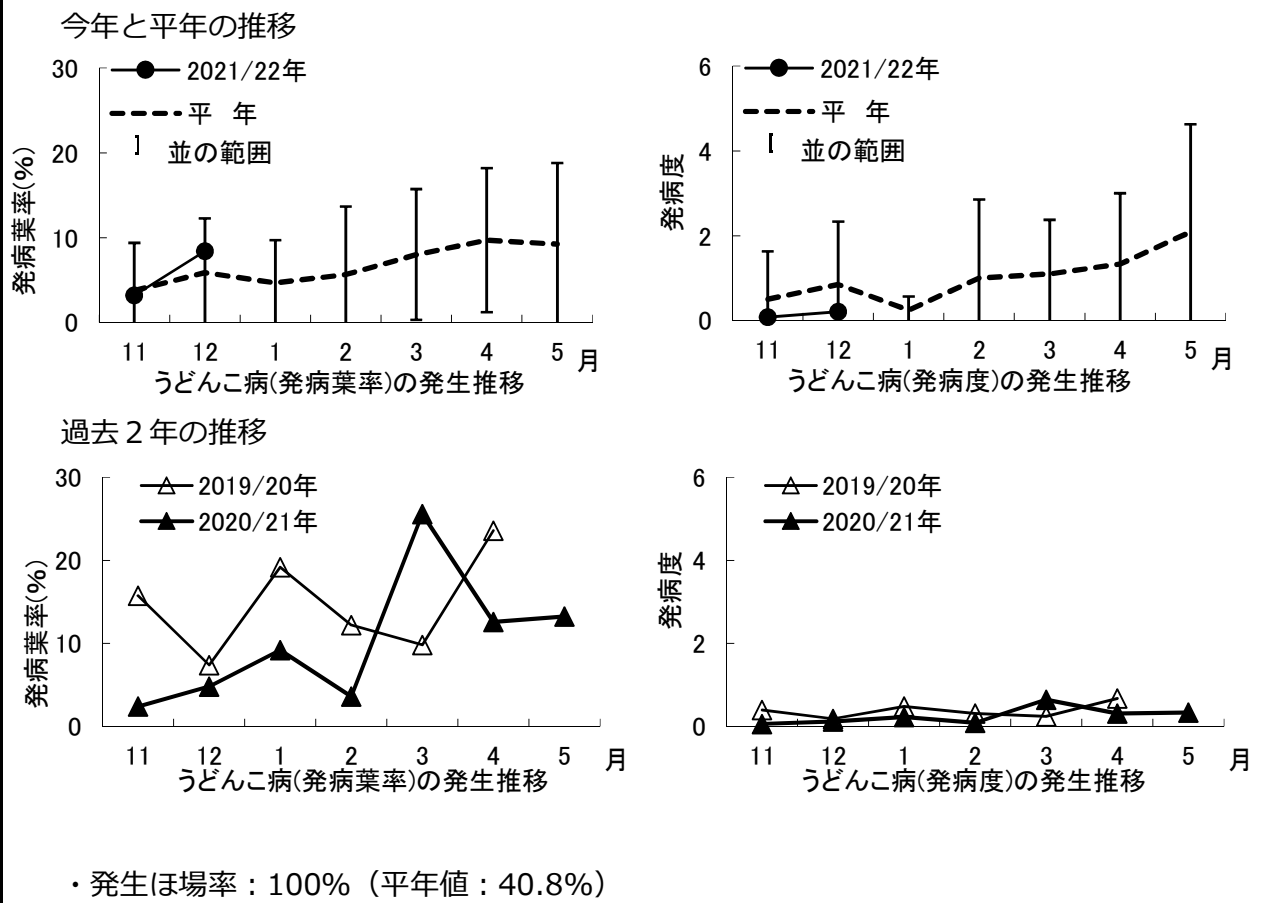 今年と平年の推移
30
20
10
0
発病葉率(%)
2021/22年
平 年
並の範囲
11 12 1 2 3 4 5 月
うどんこ病(発病葉率)の発生推移
6
4
2
0
発病度
2021/22年
平 年
並の範囲
11 12 1 2 3 4 5 月
うどんこ病(発病度)の発生推移
過去２年の推移
30
20
10
0
発病葉率(%)
2019/20年
2020/21年
11 12 1 2 3 4 5 月
うどんこ病(発病葉率)の発生推移
6
4
2
0
発病度
2019/20年
2020/21年
11 12 1 2 3 4 5 月
うどんこ病(発病度)の発生推移
・発生ほ場率：100%（平年値：40.8%）